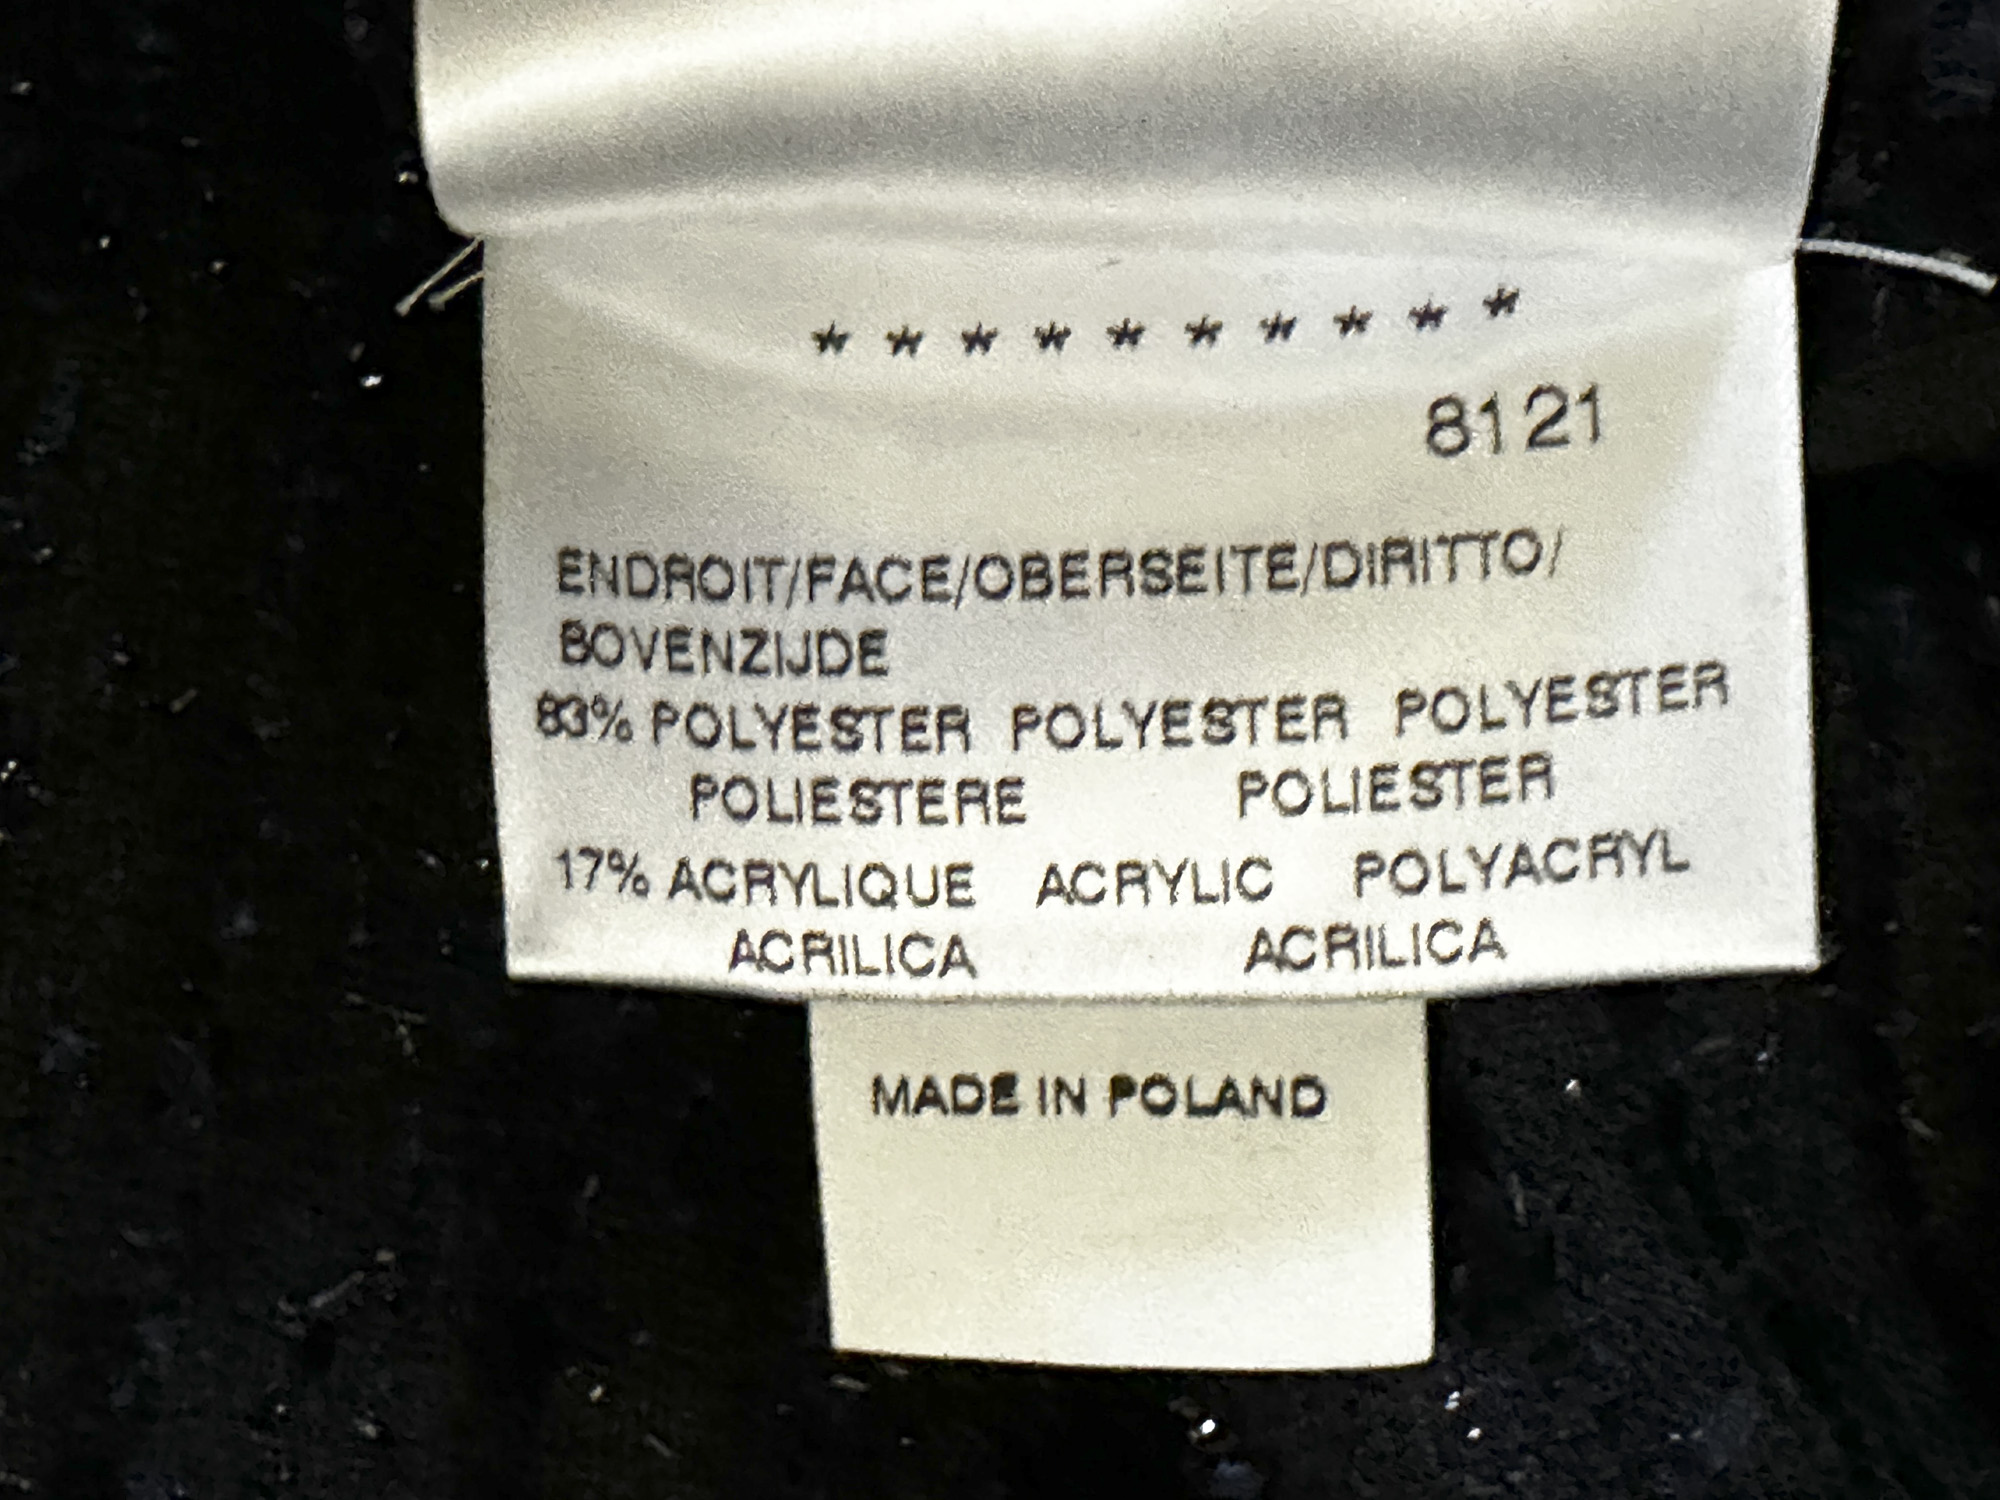 * * * * * * * * * *
8121
ENDROIT/FACE/OBERSEITE/DIRITTO/
BOVENZIJDE
83% POLYESTER POLYESTER POLYESTER
POLIESTERE POLIESTER
17% ACRYLIQUE ACRYLIC POLYACRYL
ACRILICA ACRILICA
MADE IN POLAND